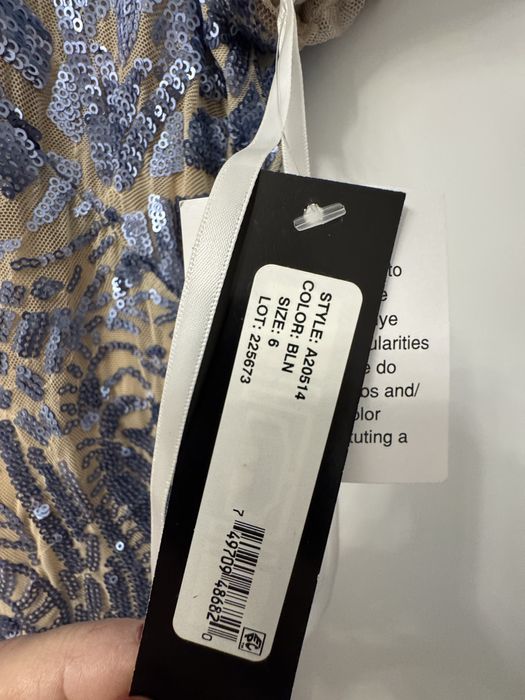 STYLE: A20514
COLOR: BLN
SIZE: 6
LOT: 225673
7 49709 48682 0
to
ye
ularities
e do
os and/
olor
tuting a